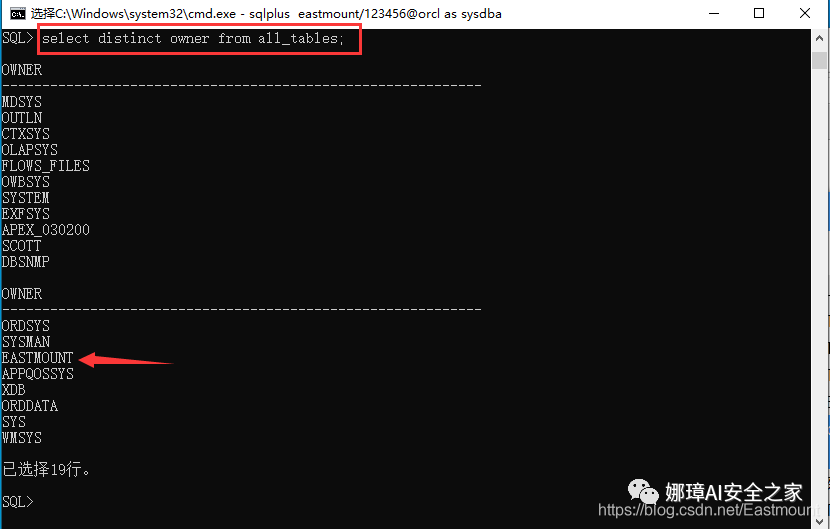 选择C:\Windows\system32\cmd.exe - sqlplus  eastmount/123456@orcl as sysdba
SQL> select distinct owner from all_tables;
OWNER
------------------------------------------------------------
MDSYS
OUTLN
CTXSYS
OLAPSYS
FLOWS_FILES
OWBSYS
SYSTEM
EXFSYS
APEX_030200
SCOTT
DBSNMP
OWNER
------------------------------------------------------------
ORDSYS
SYSMAN
EASTMOUNT
APPQOSSYS
XDB
ORDDATA
SYS
WMSYS
已选择19行。
SQL>
娜璋AI安全之家
https://blog.csdn.net/Eastmount